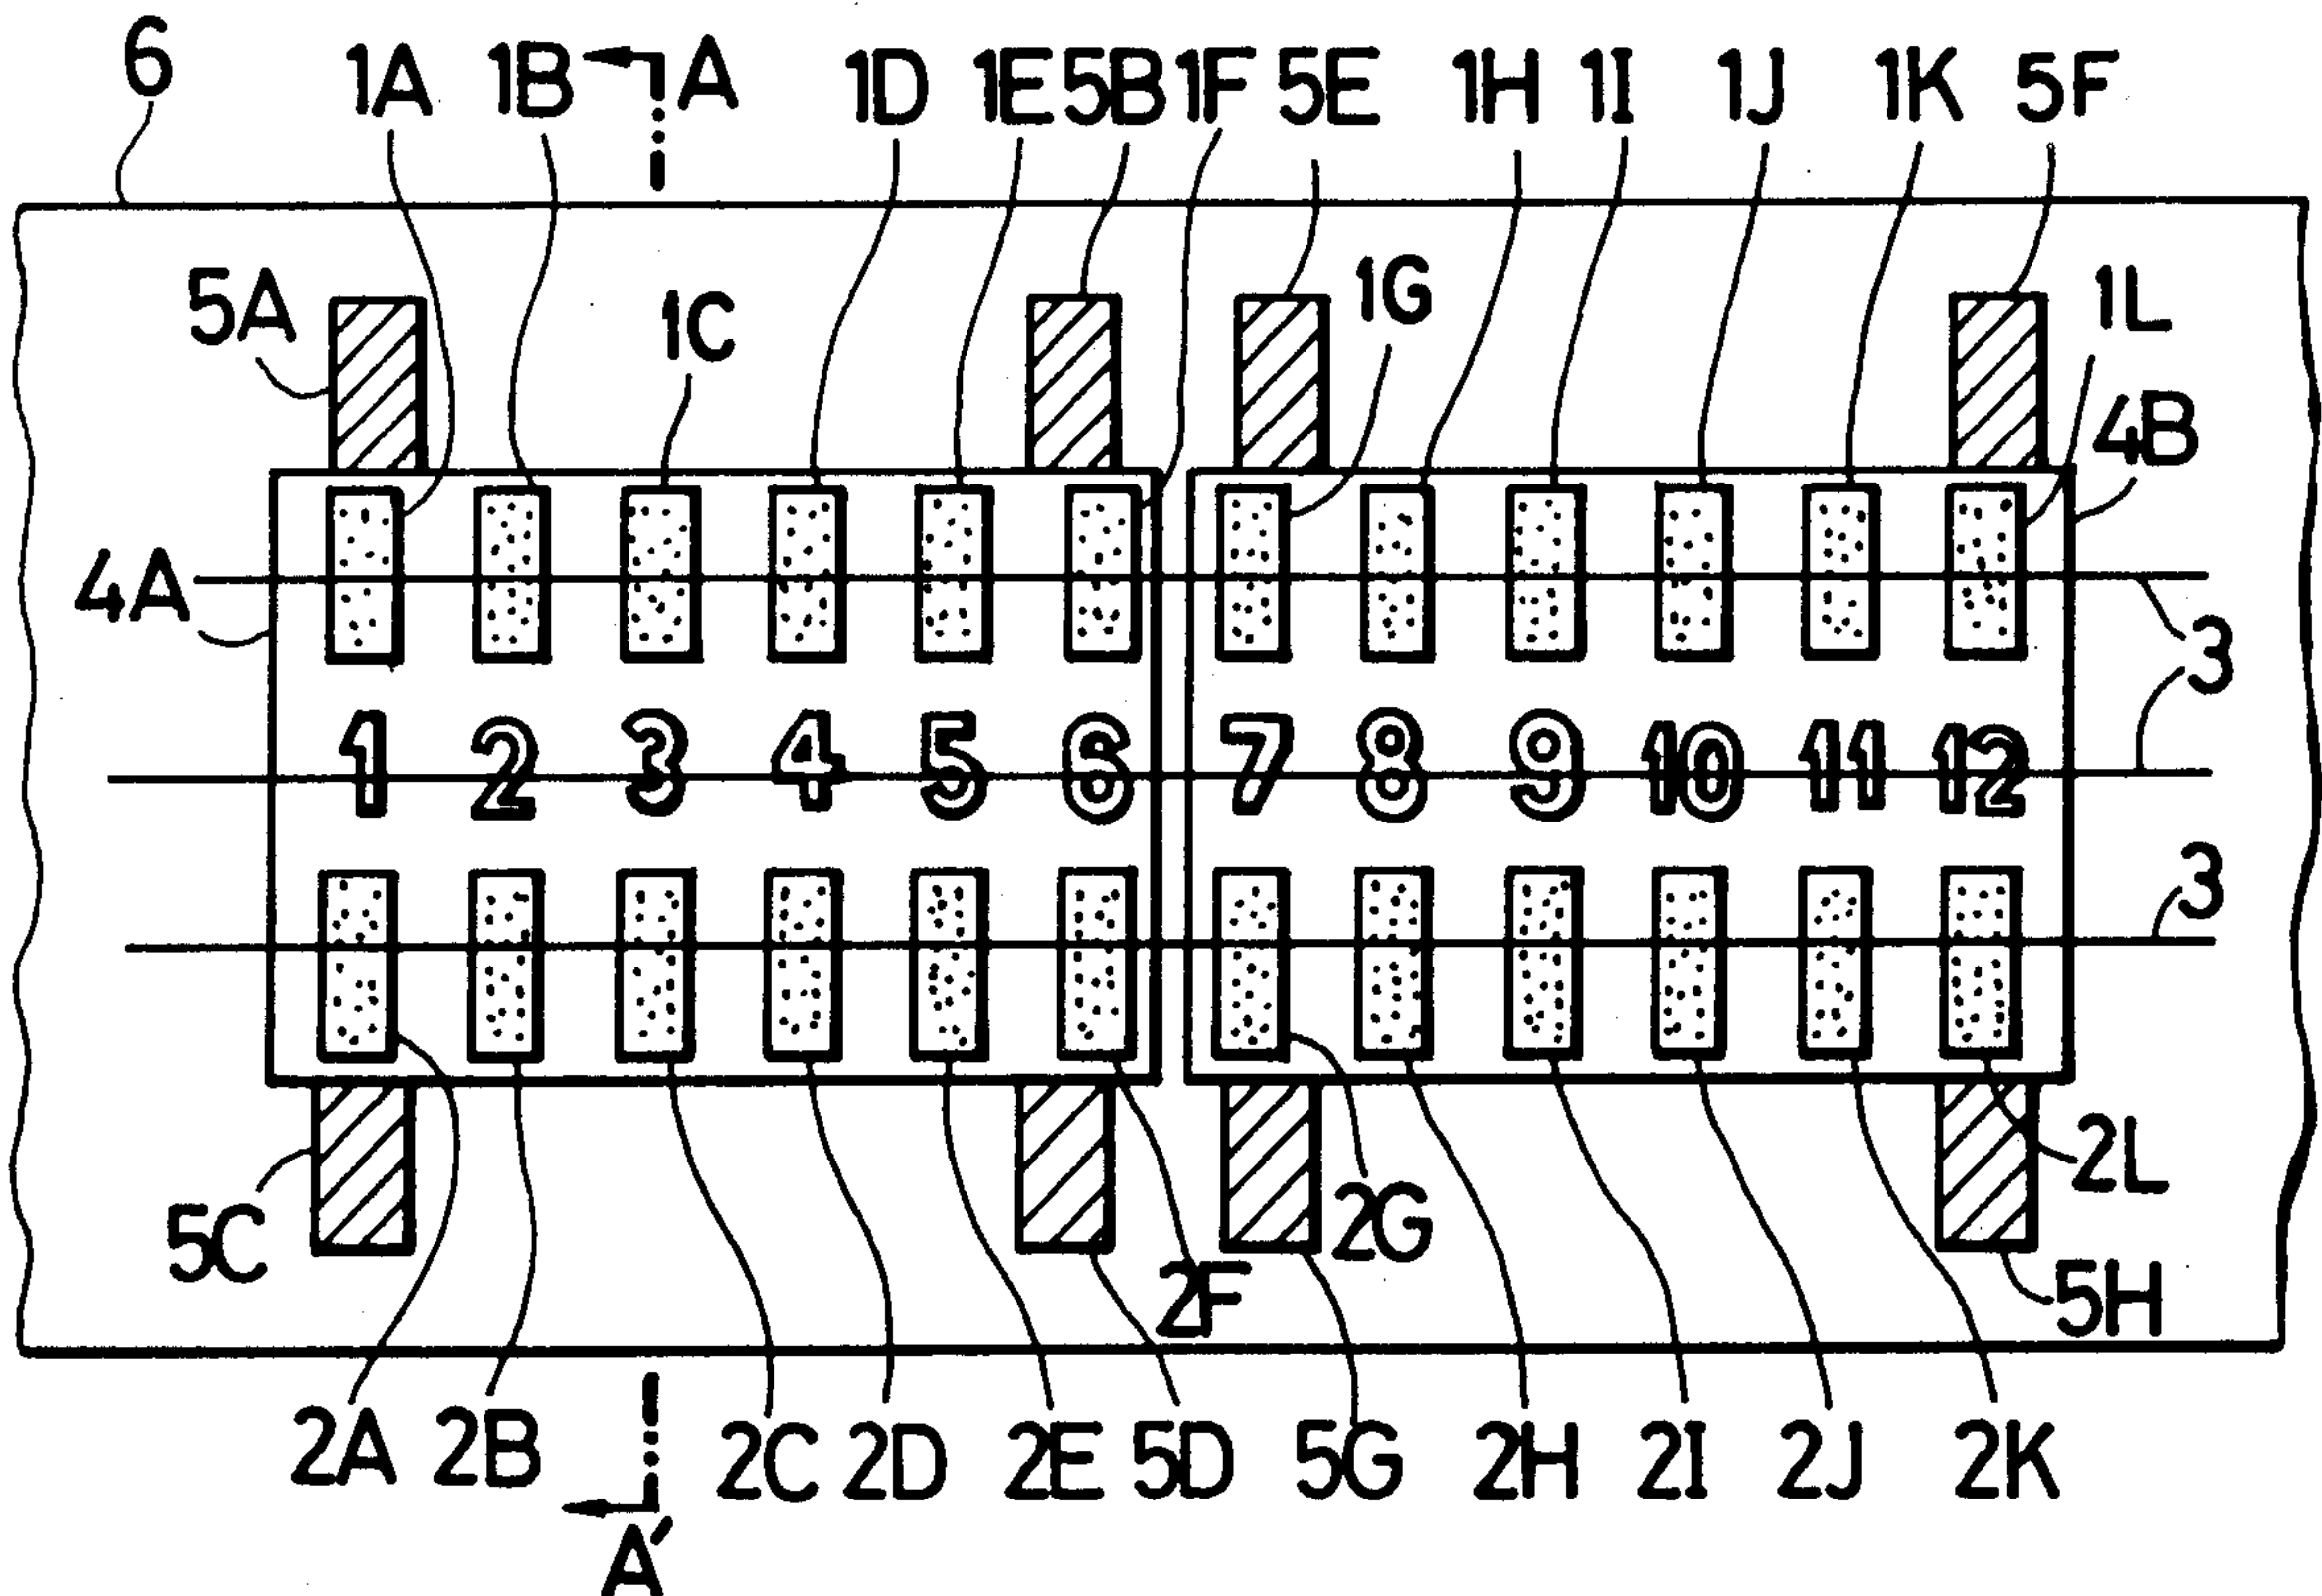 6 1A 1B A 1D 1E 5B 1F 5E 1H 1I 1J 1K 5F
5A 1C 1G 1L
4B
4A
3
1 2 3 4 5 6 7 8 9 10 11 12
3
2L
5C 2G
2F 5H
2A 2B 2C 2D 2E 5D 5G 2H 2I 2J 2K
A'